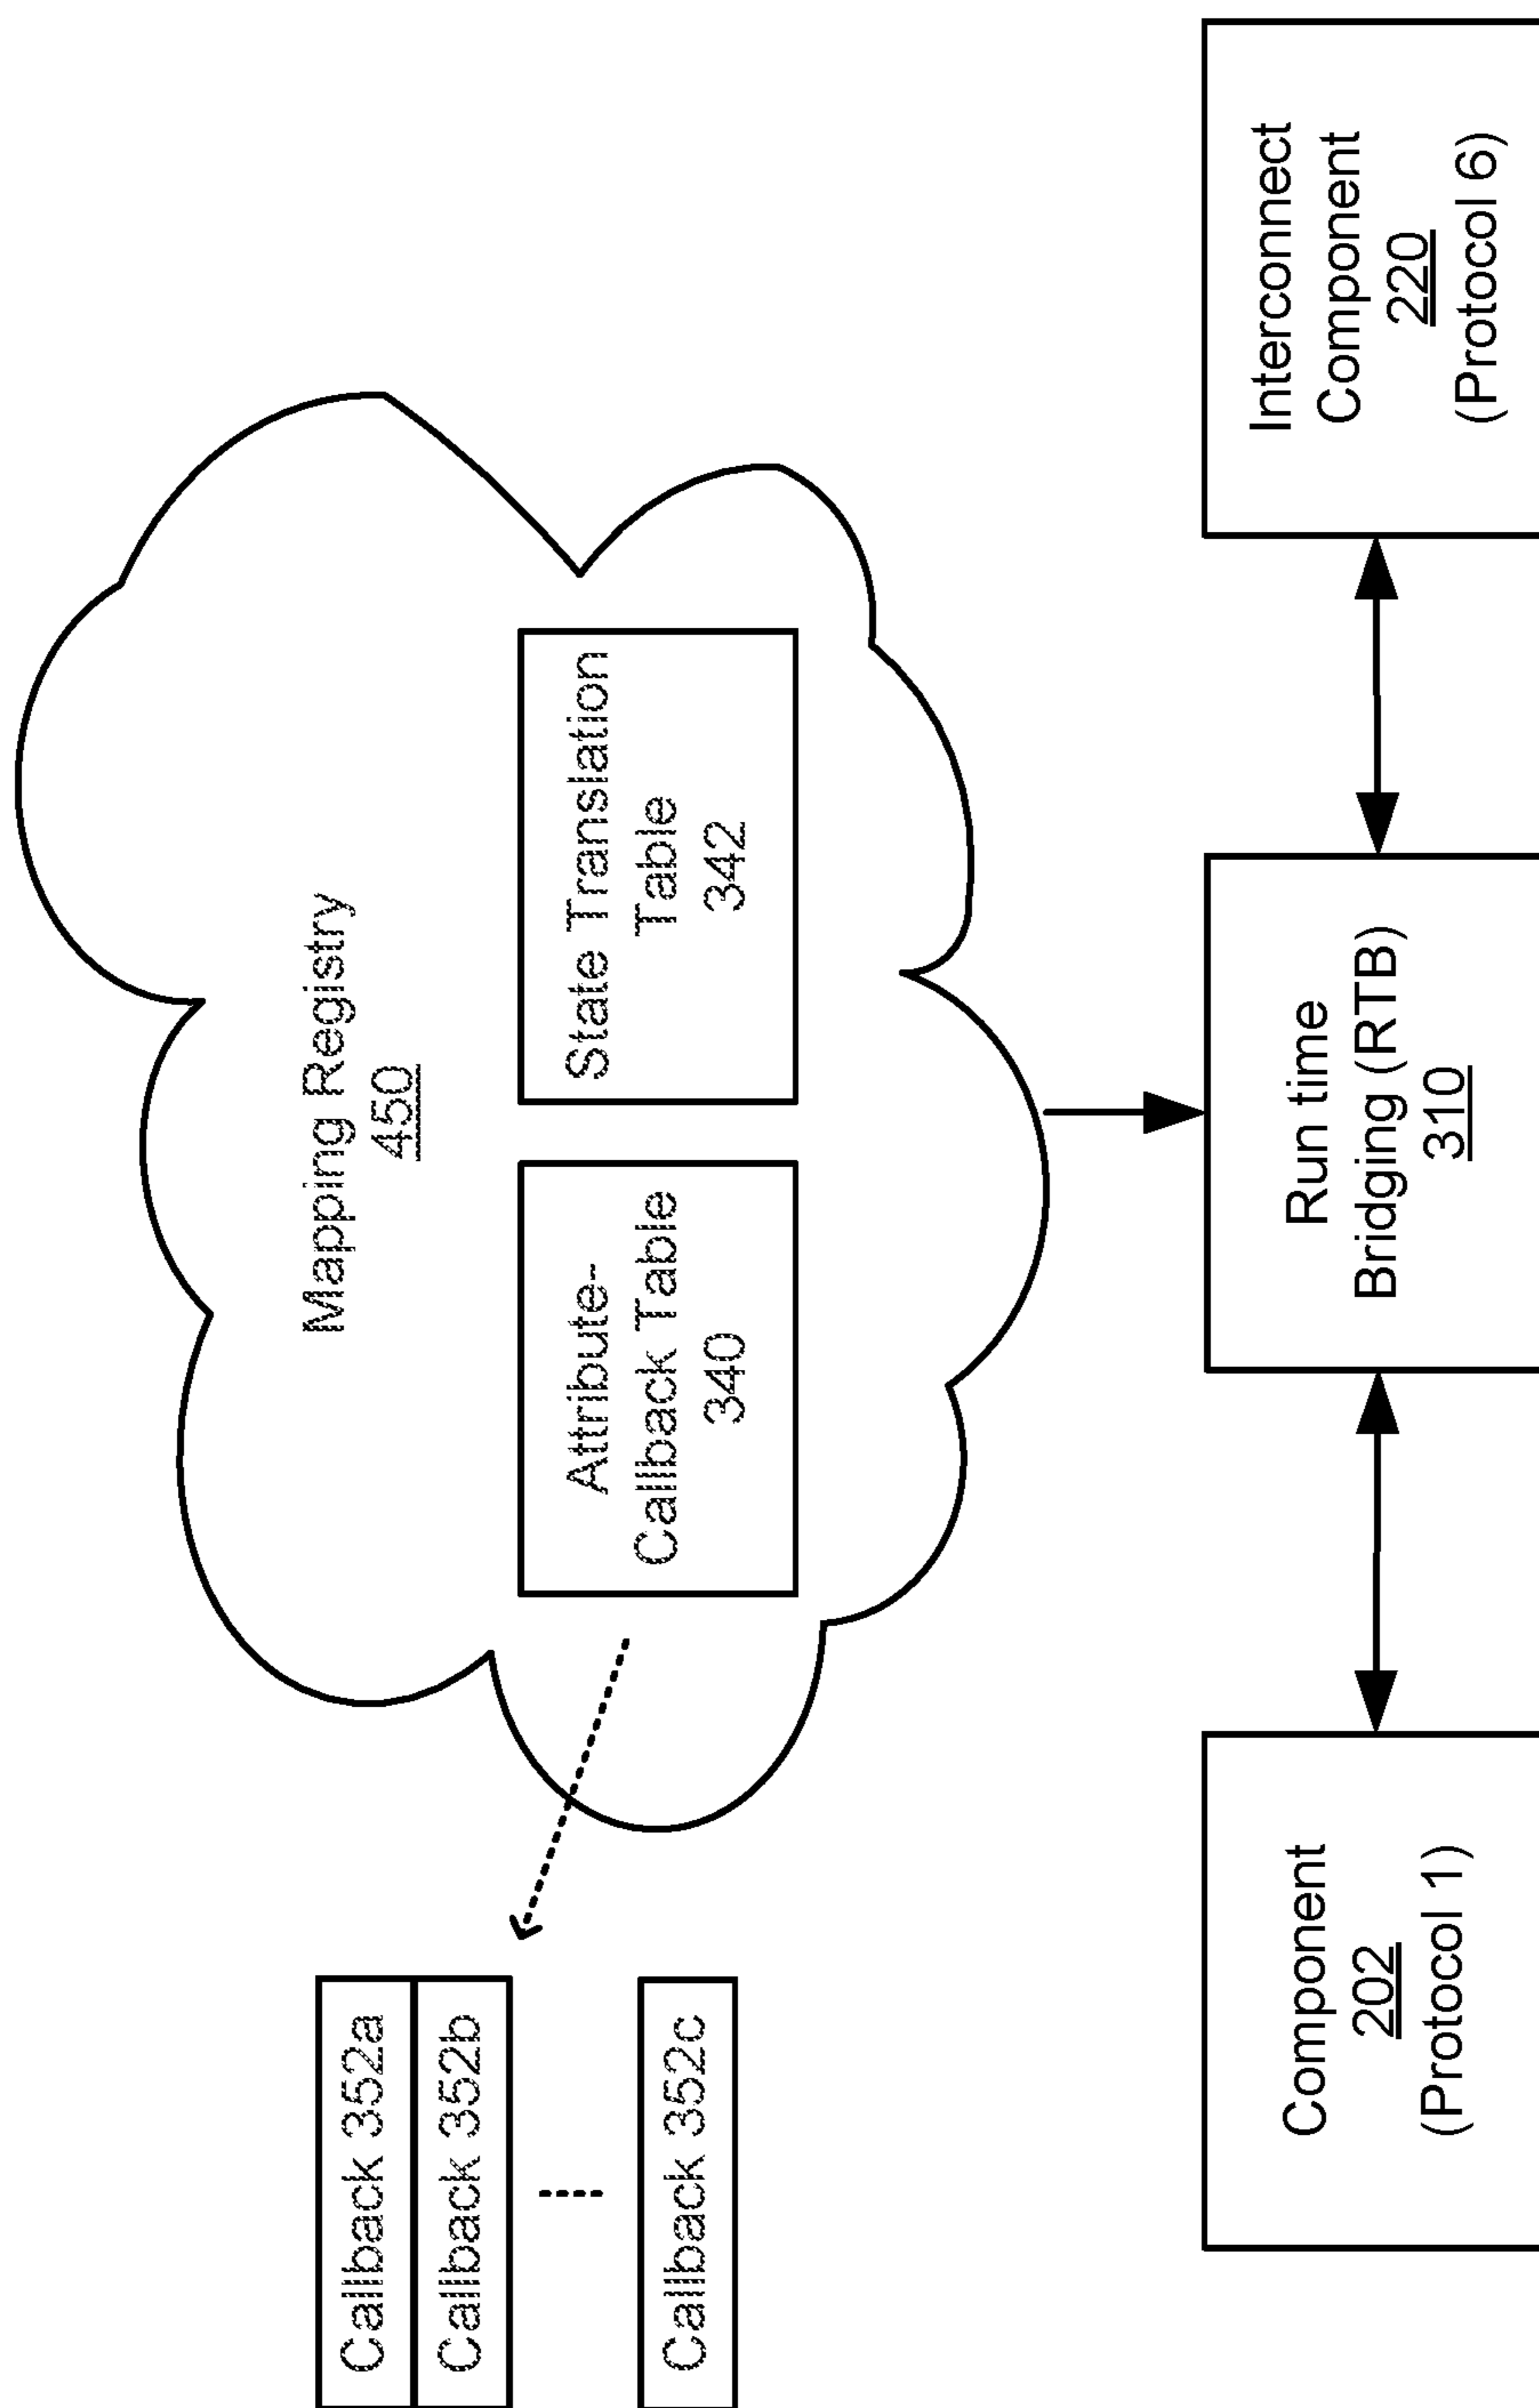 Mapping Registry
450
Callback 352a
Callback 352b
Callback 352c
Attribute-
Callback Table
340
State Translation
Table
342
Component
202
(Protocol 1)
Run time
Bridging (RTB)
310
Interconnect
Component
220
(Protocol 6)